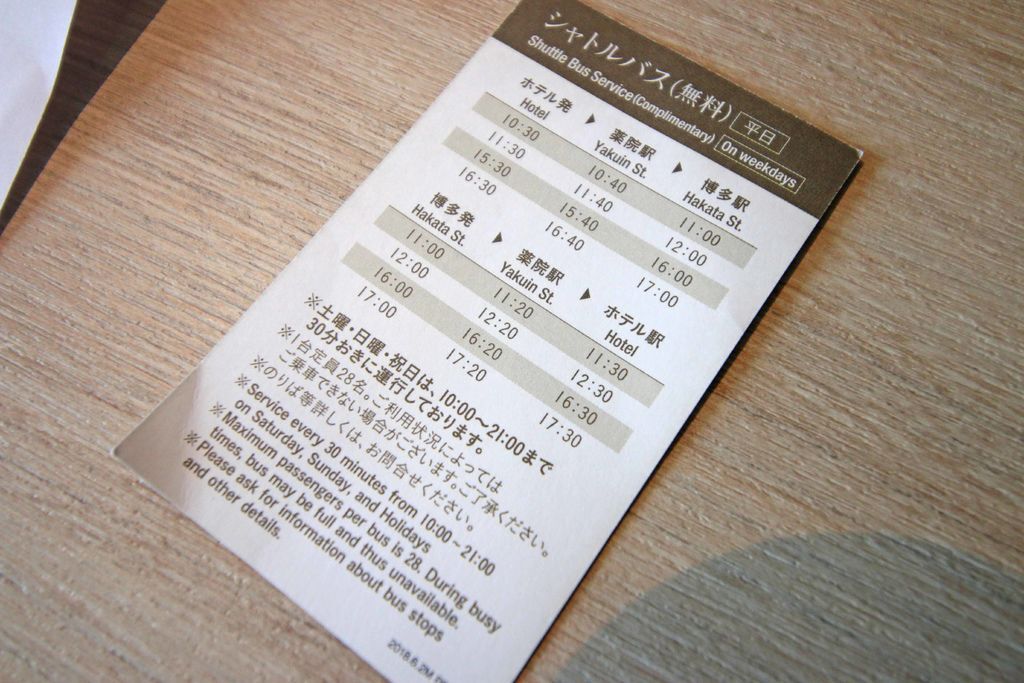 シャトルバス(無料) 平日
Shuttle Bus Service(Complimentary) On weekdays
ホテル発 ▶ 薬院駅 ▶ 博多駅
Hotel Yakuin St. Hakata St.
10:30 10:40 11:00
11:30 11:40 12:00
15:30 15:40 16:00
16:30 16:40 17:00
博多発 ▶ 薬院駅 ▶ ホテル駅
Hakata St. Yakuin St. Hotel
11:00 11:20 11:30
12:00 12:20 12:30
16:00 16:20 16:30
17:00 17:20 17:30
※土曜・日曜・祝日は、10:00〜21:00まで
30分おきに運行しております。
※1台定員28名。ご利用状況によっては
ご乗車できない場合がございます。ご了承ください。
※のりば等詳しくは、お問合せください。
※Service every 30 minutes from 10:00~21:00
on Saturday, Sunday, and Holidays
※Maximum passengers per bus is 28. During busy
times, bus may be full and thus unavailable.
※Please ask for information about bus stops
and other details.
2018.6.2M